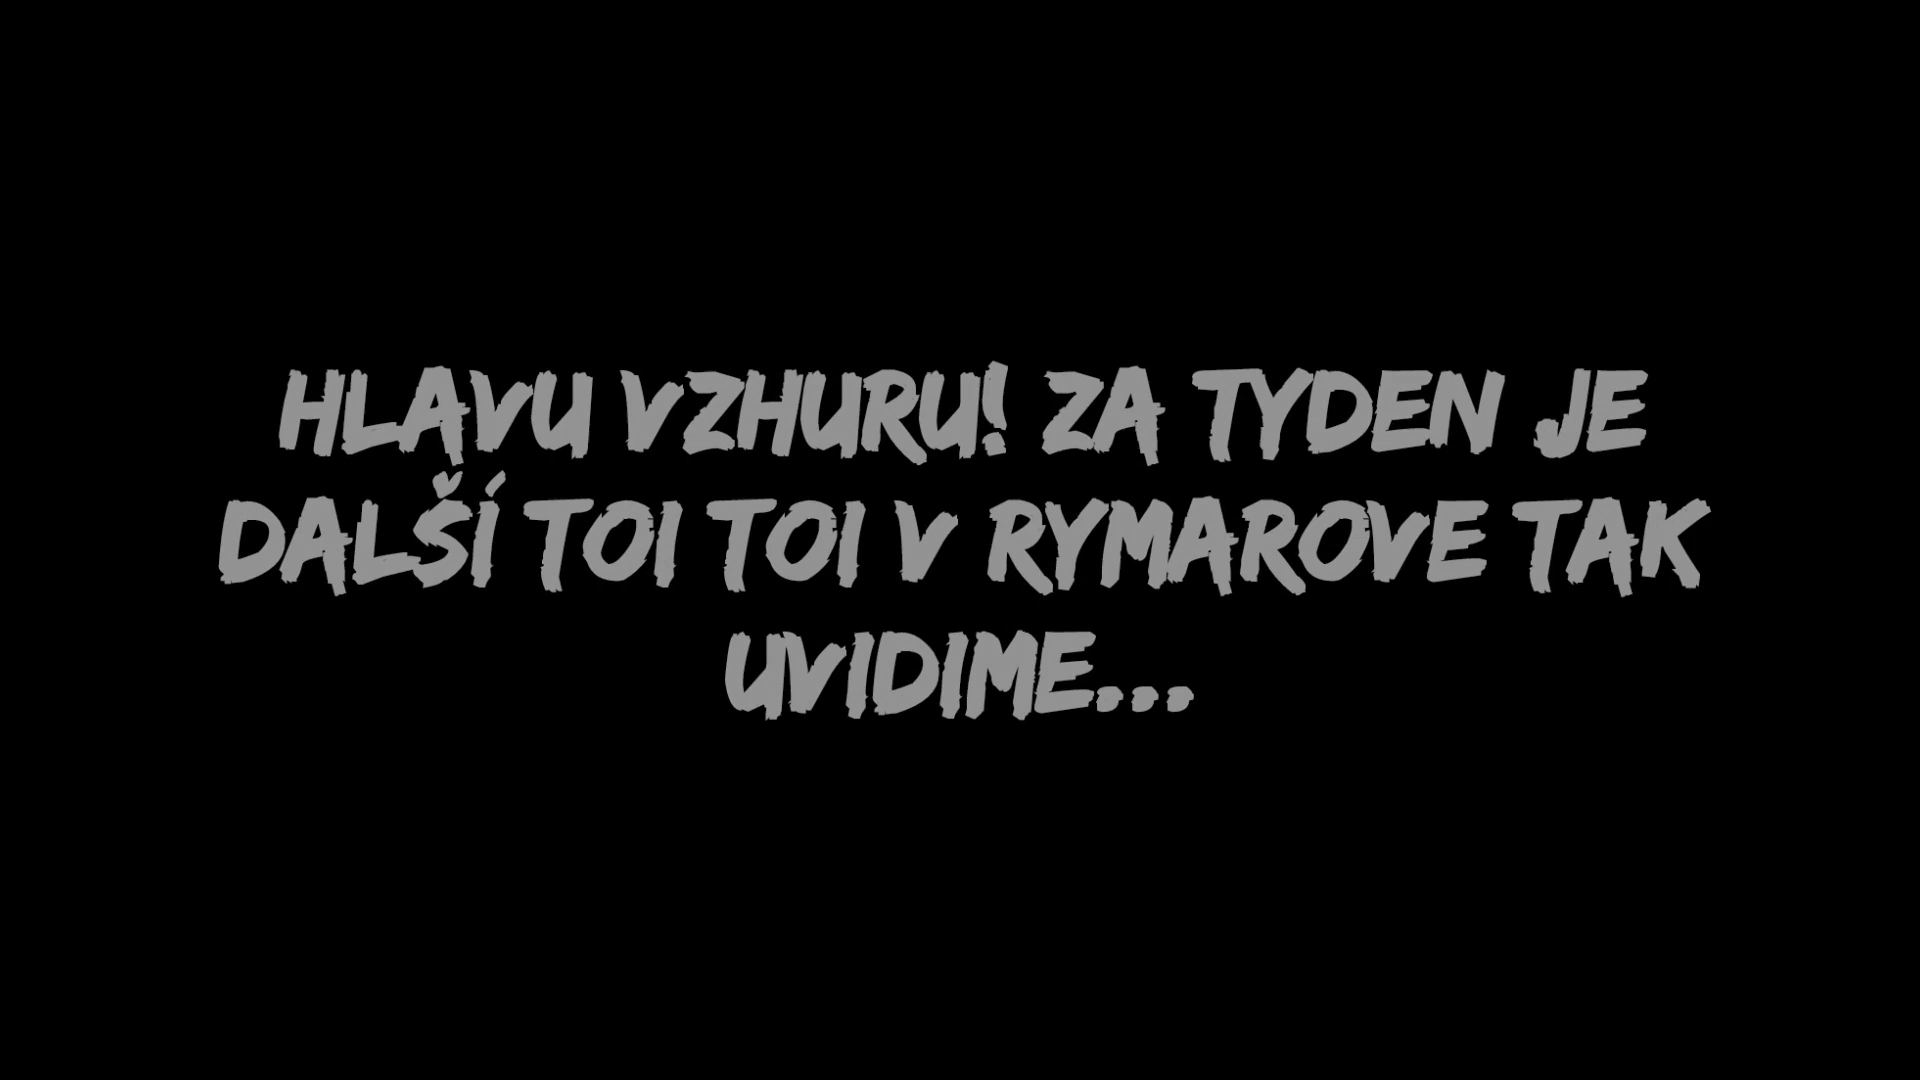 HLAVU VZHURU! ZA TYDEN JE
DALŠÍ TOI TOI V RYMAROVE TAK
UVIDIME...